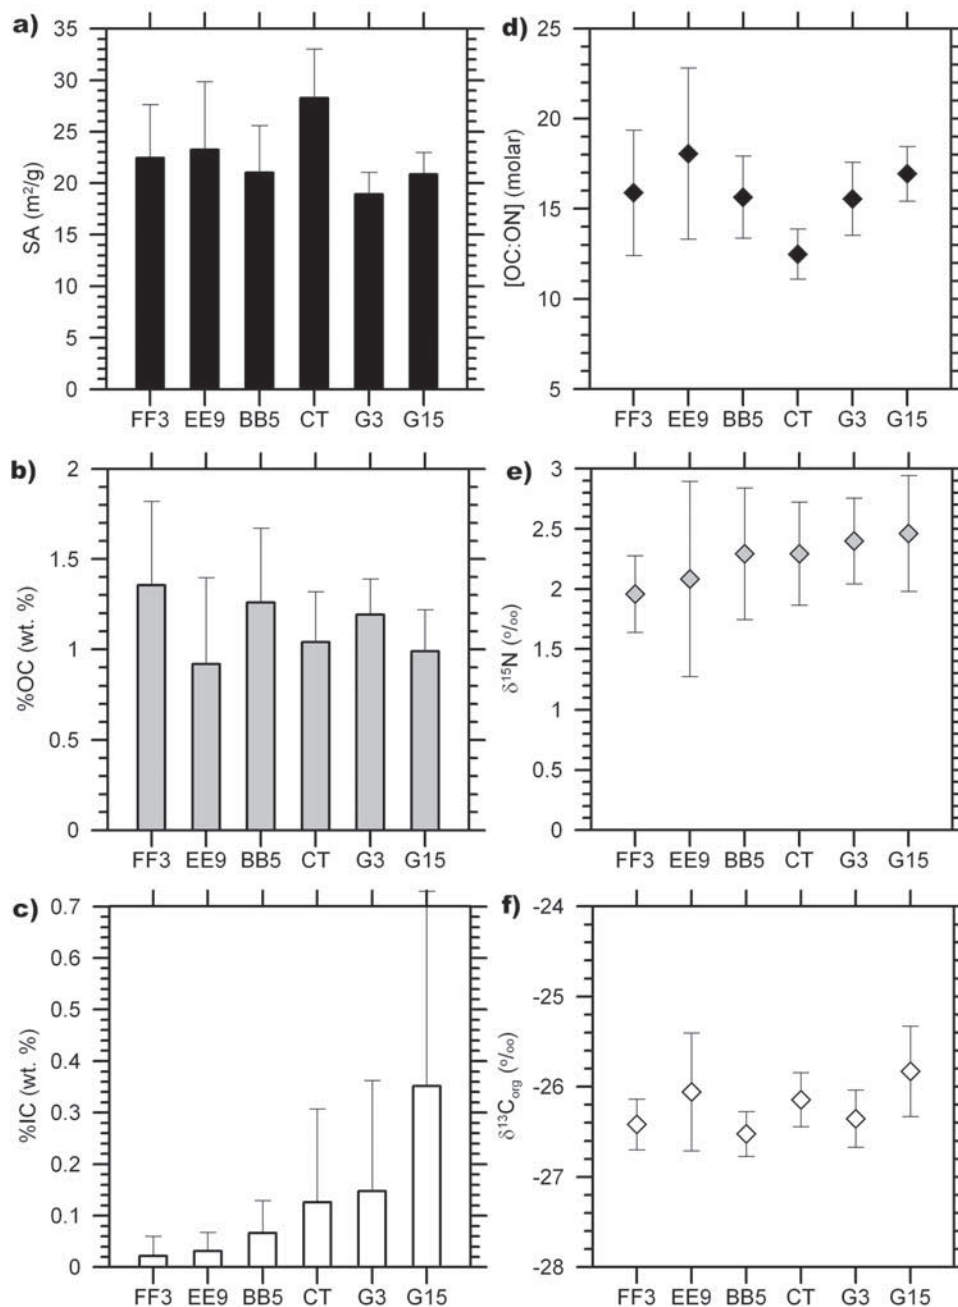 a)
40
35
30
25
20
15
10
5
0
SA (m²/g)
FF3 EE9 BB5 CT G3 G15
d)
25
20
15
10
5
[OC:ON] (molar)
FF3 EE9 BB5 CT G3 G15
b)
2
1.5
1
0.5
0
%OC (wt. %)
FF3 EE9 BB5 CT G3 G15
e)
3
2.5
2
1.5
1
0.5
0
δ¹⁵N (º/ₒₒ)
FF3 EE9 BB5 CT G3 G15
c)
0.7
0.6
0.5
0.4
0.3
0.2
0.1
0
%IC (wt. %)
FF3 EE9 BB5 CT G3 G15
f)
-24
-25
-26
-27
-28
δ¹³C_org (º/ₒₒ)
FF3 EE9 BB5 CT G3 G15